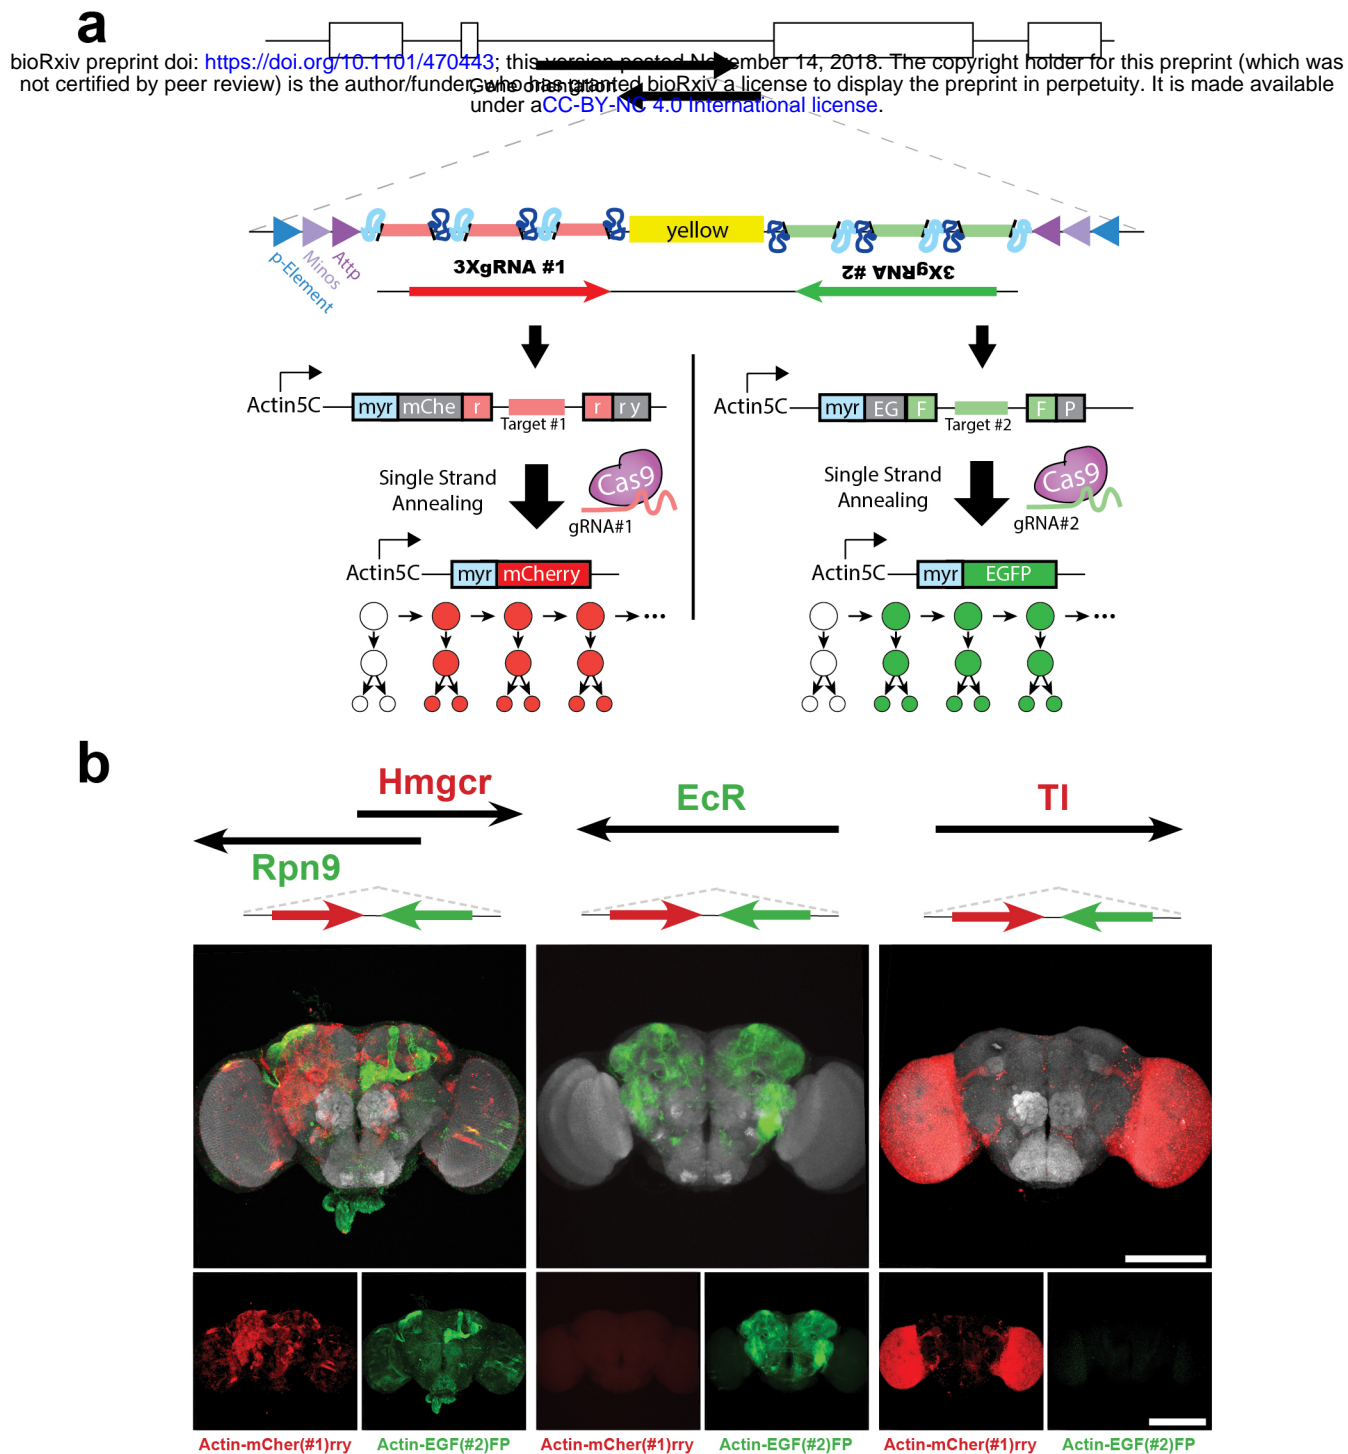 a
bioRxiv preprint doi: https://doi.org/10.1101/470443; this version posted November 14, 2018. The copyright holder for this preprint (which was
not certified by peer review) is the author/funder, who has granted bioRxiv a license to display the preprint in perpetuity. It is made available
Gene orientation
under aCC-BY-NC 4.0 International license.
yellow
p-Element
Minos
Attp
3XgRNA #1
3XgRNA #2
Actin5C myr mChe r Target #1 r ry
Actin5C myr EG F Target #2 F P
Single Strand
Annealing
Cas9
gRNA#1
Single Strand
Annealing
Cas9
gRNA#2
Actin5C myr mCherry
Actin5C myr EGFP
...
...
b
Hmgcr
Rpn9
EcR
Tl
Actin-mCher(#1)rry Actin-EGF(#2)FP Actin-mCher(#1)rry Actin-EGF(#2)FP Actin-mCher(#1)rry Actin-EGF(#2)FP